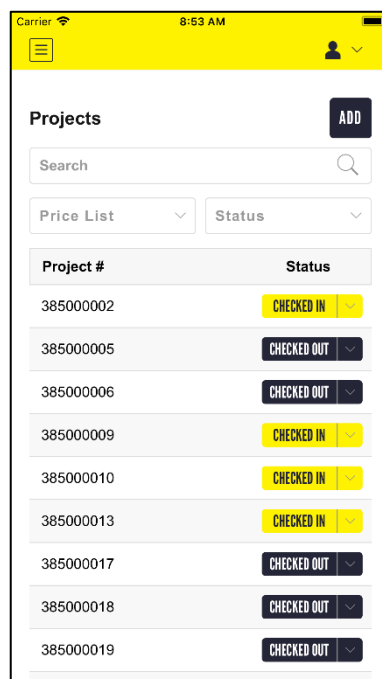 Carrier 8:53 AM
Projects ADD
Search
Price List Status
Project # Status
385000002 CHECKED IN
385000005 CHECKED OUT
385000006 CHECKED OUT
385000009 CHECKED IN
385000010 CHECKED IN
385000013 CHECKED IN
385000017 CHECKED OUT
385000018 CHECKED OUT
385000019 CHECKED OUT